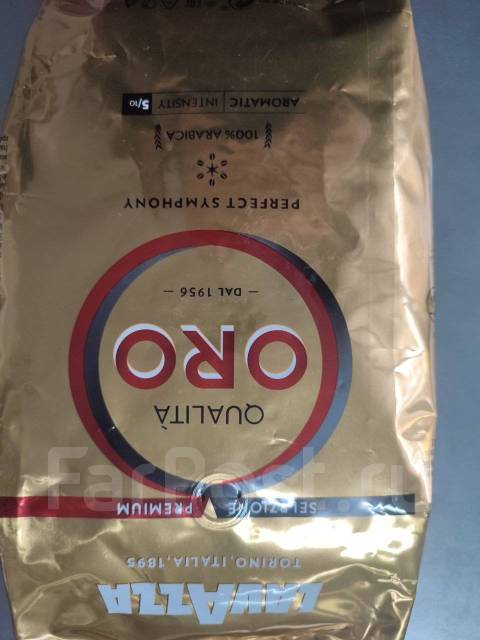 LAVAZZA
TORINO, ITALIA, 1895
SELEZIONE PREMIUM
QUALITÀ
ORO
— DAL 1956 —
PERFECT SYMPHONY
100% ARABICA
AROMATIC | INTENSITY 5/10
FarPost.ru